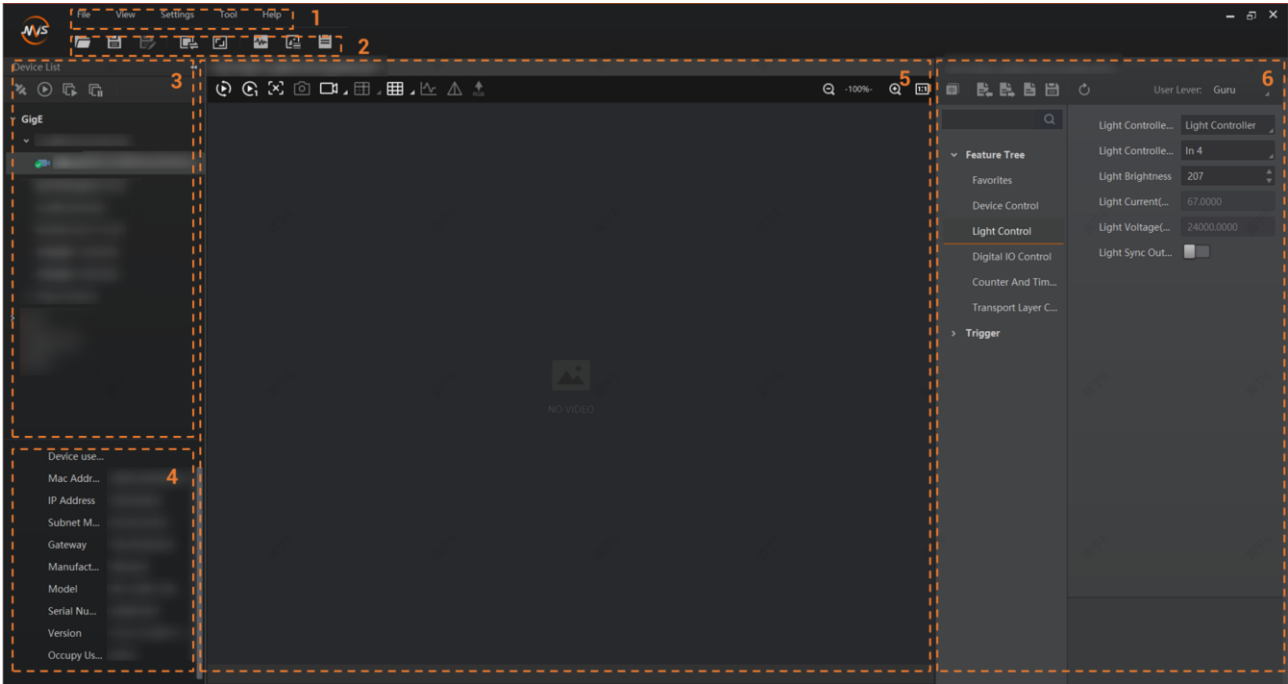 File View Settings Tool Help 1
MVS
2
Device List 3
5
6
-100%-
1:1
User Lever: Guru
GigE
Light Controlle... Light Controller
Feature Tree
Light Controlle... In 4
Favorites
Light Brightness 207
Device Control
Light Current(... 67.0000
Light Control
Light Voltage(... 24000.0000
Digital IO Control
Light Sync Out...
Counter And Tim...
Transport Layer C...
Trigger
NO VIDEO
Device use...
Mac Addr... 4
IP Address
Subnet M...
Gateway
Manufact...
Model
Serial Nu...
Version
Occupy Us...